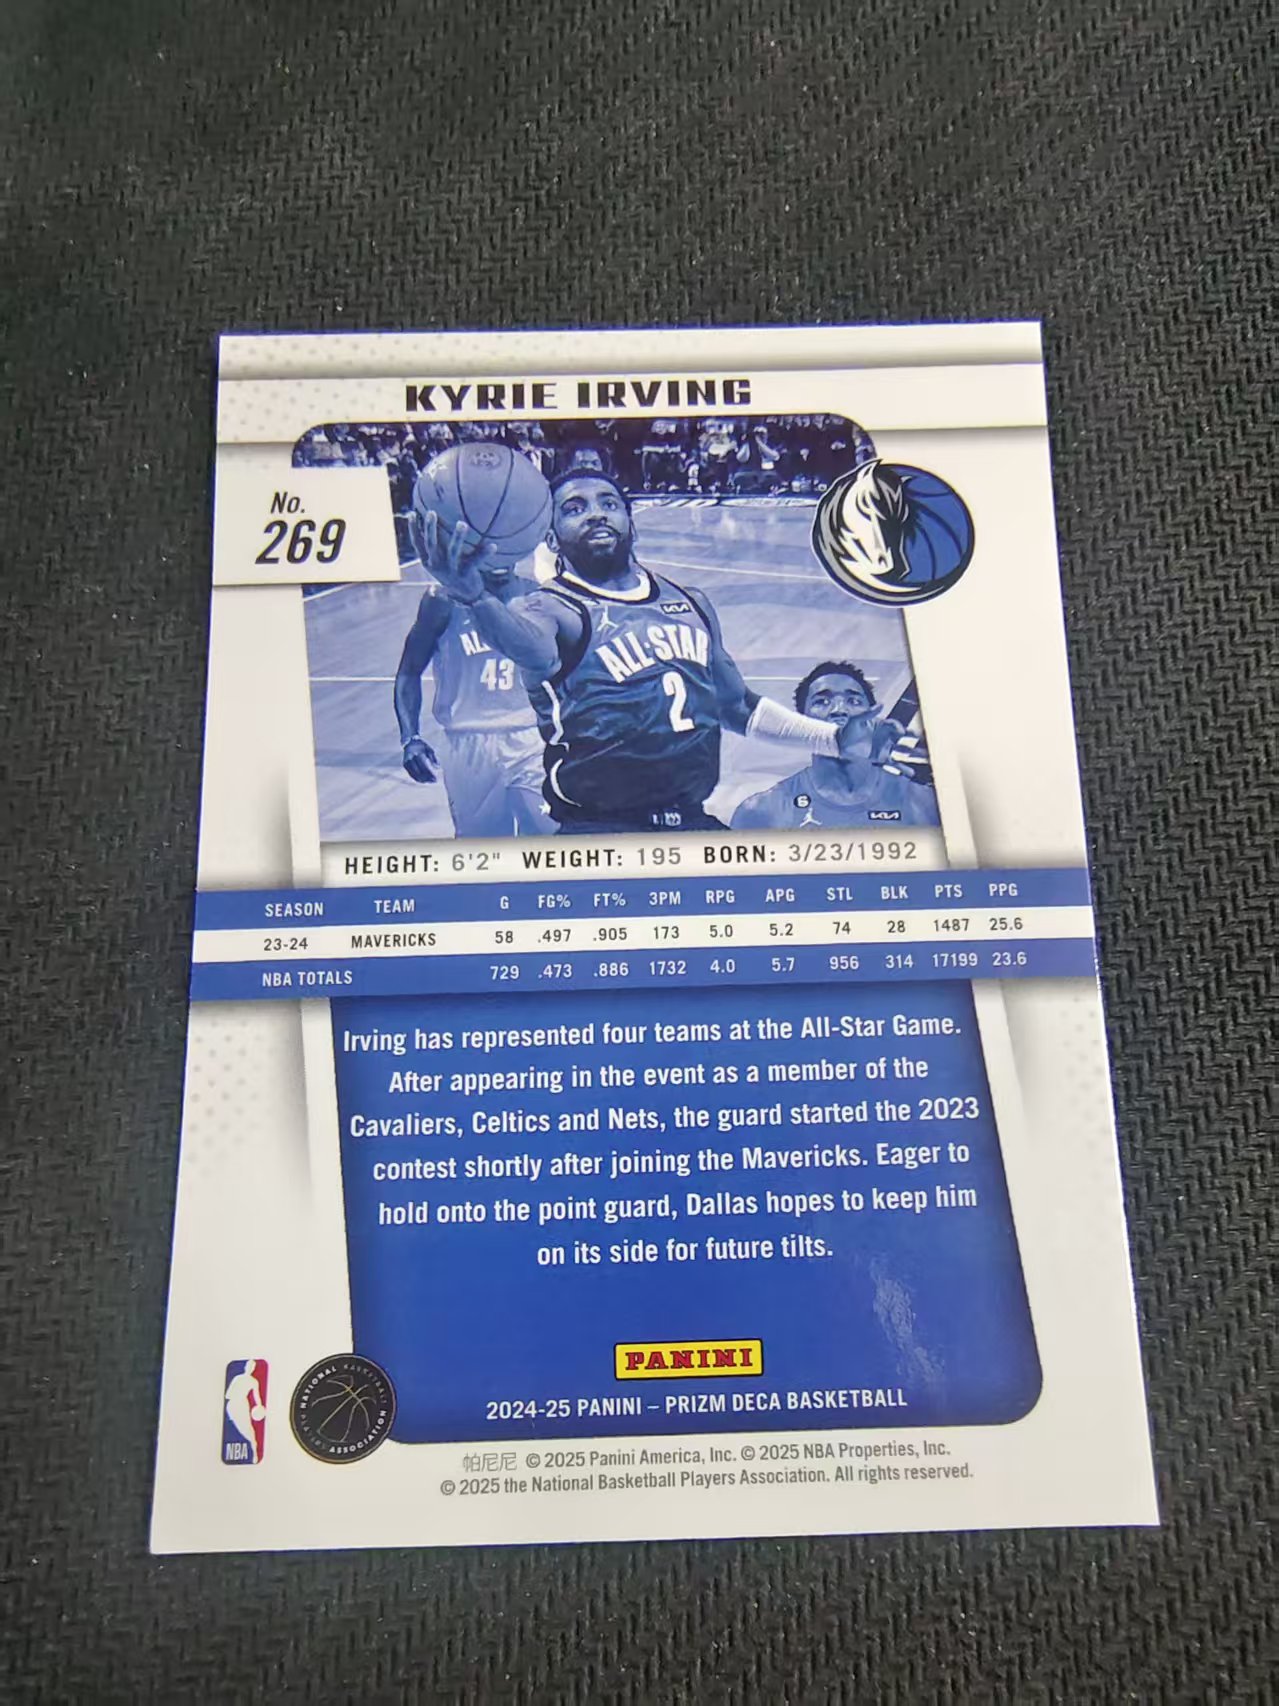 KYRIE IRVING
No.
269
ALL-STAR
2
43
6
KIA
KIA
HEIGHT: 6'2" WEIGHT: 195 BORN: 3/23/1992
SEASON TEAM G FG% FT% 3PM RPG APG STL BLK PTS PPG
23-24 MAVERICKS 58 .497 .905 173 5.0 5.2 74 28 1487 25.6
NBA TOTALS 729 .473 .886 1732 4.0 5.7 956 314 17199 23.6
Irving has represented four teams at the All-Star Game.
After appearing in the event as a member of the
Cavaliers, Celtics and Nets, the guard started the 2023
contest shortly after joining the Mavericks. Eager to
hold onto the point guard, Dallas hopes to keep him
on its side for future tilts.
PANINI
2024-25 PANINI – PRIZM DECA BASKETBALL
NBA
NATIONAL BASKETBALL
PLAYERS ASSOCIATION
帕尼尼 © 2025 Panini America, Inc. © 2025 NBA Properties, Inc.
© 2025 the National Basketball Players Association. All rights reserved.